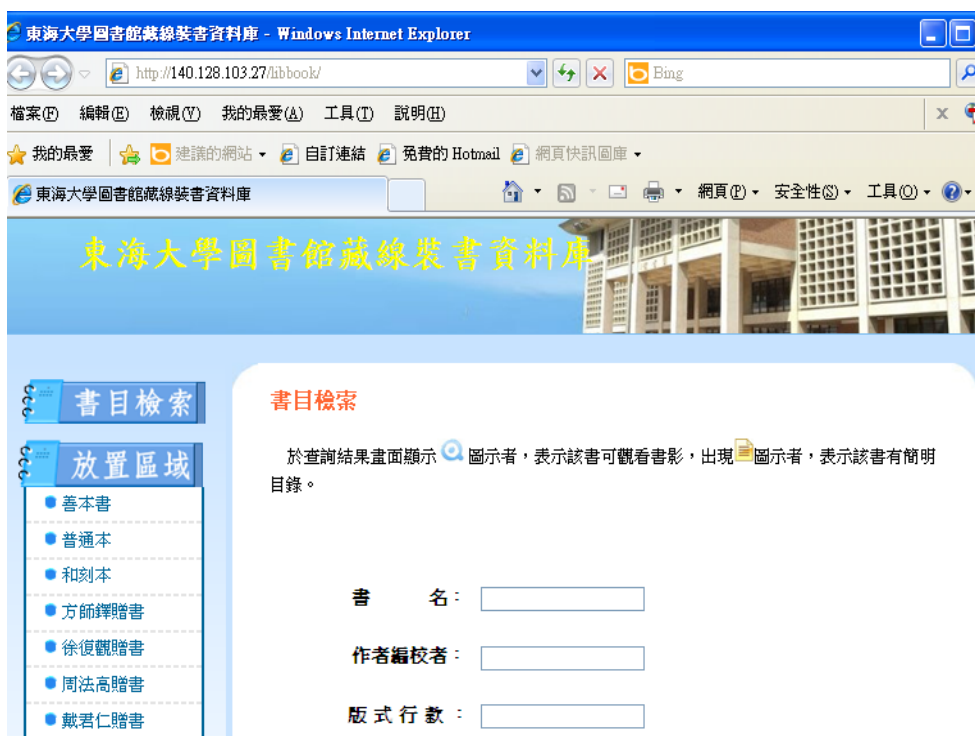 東海大學圖書館藏線裝書資料庫 - Windows Internet Explorer
http://140.128.103.27/libbook/ Bing
檔案(F) 編輯(E) 檢視(V) 我的最愛(A) 工具(T) 說明(H)
我的最愛 建議的網站 自訂連結 免費的 Hotmail 網頁快訊圖庫
東海大學圖書館藏線裝書資料庫 網頁(P) 安全性(S) 工具(O)
東海大學圖書館藏線裝書資料庫
書目檢索
放置區域
善本書
普通本
和刻本
方師鐸贈書
徐復觀贈書
周法高贈書
戴君仁贈書
書目檢索
於查詢結果畫面顯示 圖示者，表示該書可觀看書影，出現 圖示者，表示該書有簡明
目錄。
書 名：
作者編校者：
版式行款：